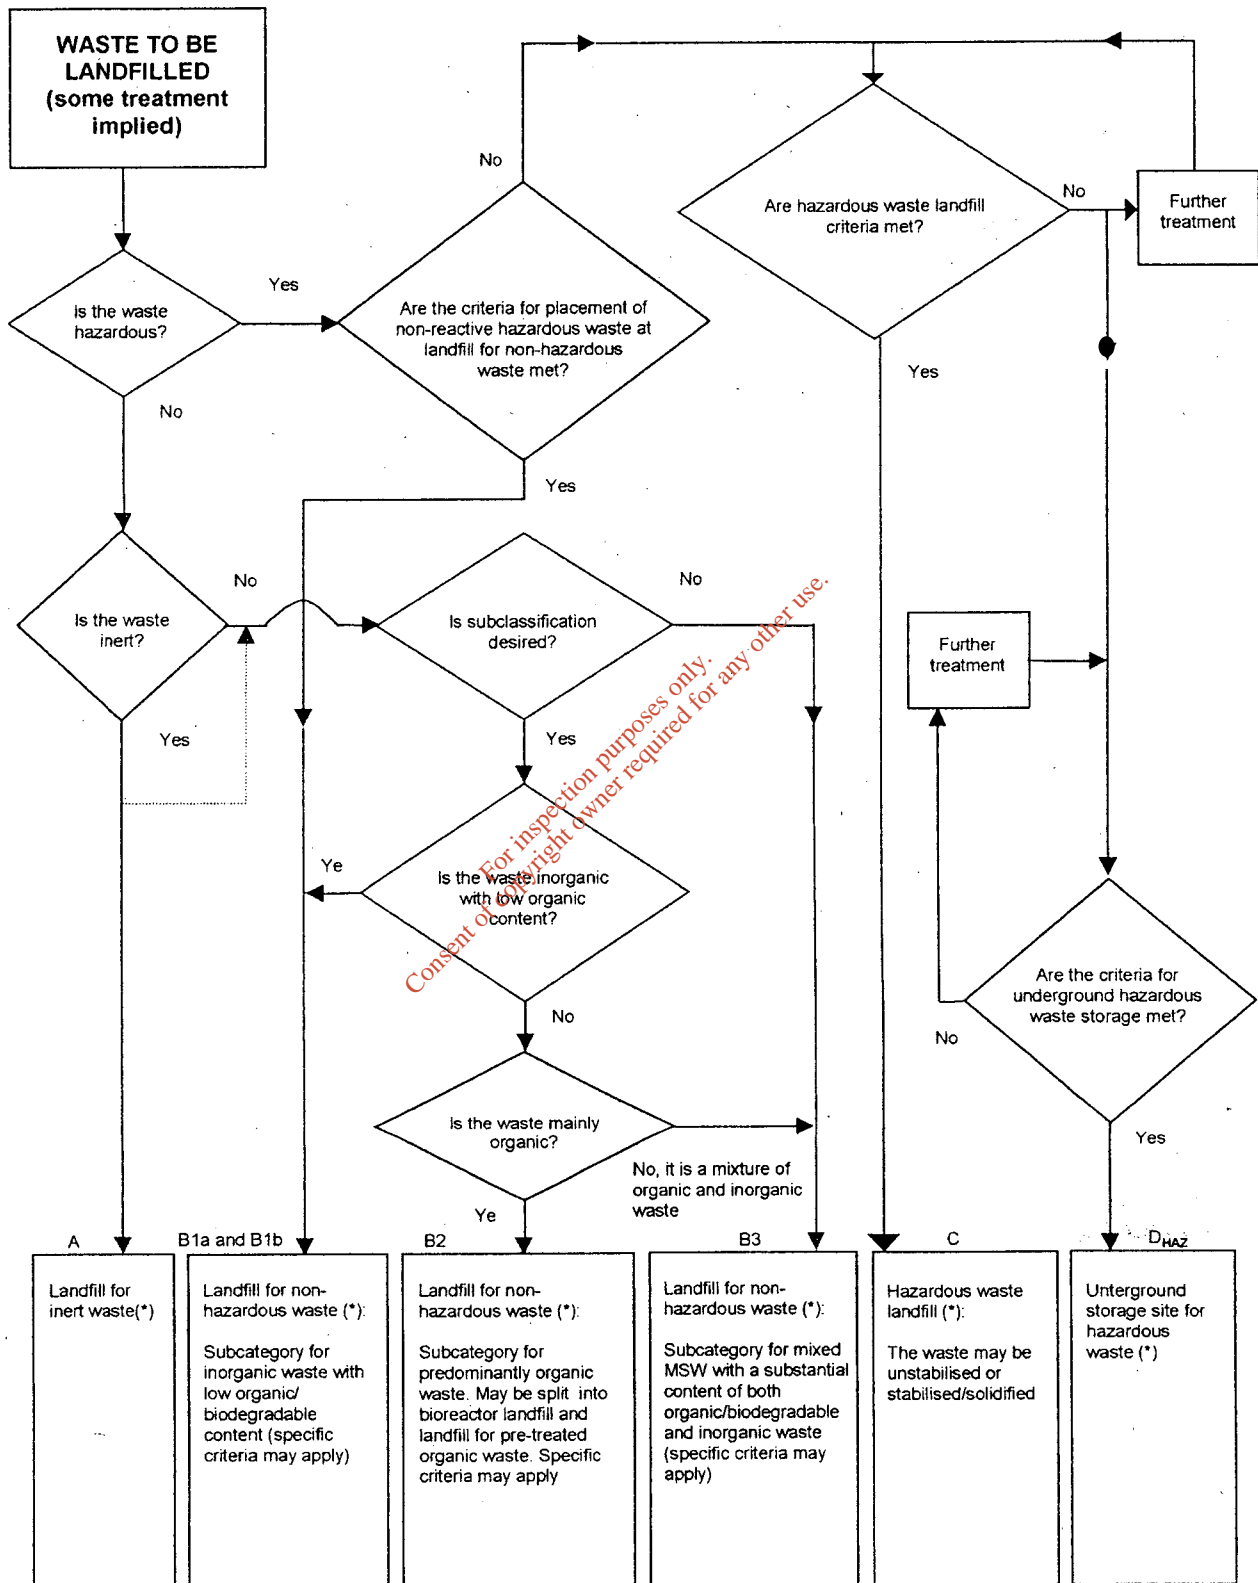 WASTE TO BE
LANDFILLED
(some treatment
implied)
No
Are hazardous waste landfill
criteria met?
No
Further
treatment
Is the waste
hazardous?
Yes
Are the criteria for placement of
non-reactive hazardous waste at
landfill for non-hazardous
waste met?
Yes
No
Yes
Is the waste
inert?
No
Is subclassification
desired?
No
Further
treatment
Yes
Yes
Ye
Is the waste inorganic
with low organic
content?
For inspection purposes only.
Consent of copyright owner required for any other use.
No
Are the criteria for
underground hazardous
waste storage met?
No
Yes
Is the waste mainly
organic?
No, it is a mixture of
organic and inorganic
waste
Ye
A
Landfill for
inert waste(*)
B1a and B1b
Landfill for non-
hazardous waste (*):
Subcategory for
inorganic waste with
low organic/
biodegradable
content (specific
criteria may apply)
B2
Landfill for non-
hazardous waste (*):
Subcategory for
predominantly organic
waste. May be split into
bioreactor landfill and
landfill for pre-treated
organic waste. Specific
criteria may apply
B3
Landfill for non-
hazardous waste (*):
Subcategory for mixed
MSW with a substantial
content of both
organic/biodegradable
and inorganic waste
(specific criteria may
apply)
C
Hazardous waste
landfill (*):
The waste may be
unstabilised or
stabilised/solidified
DHAZ
Unterground
storage site for
hazardous
waste (*)